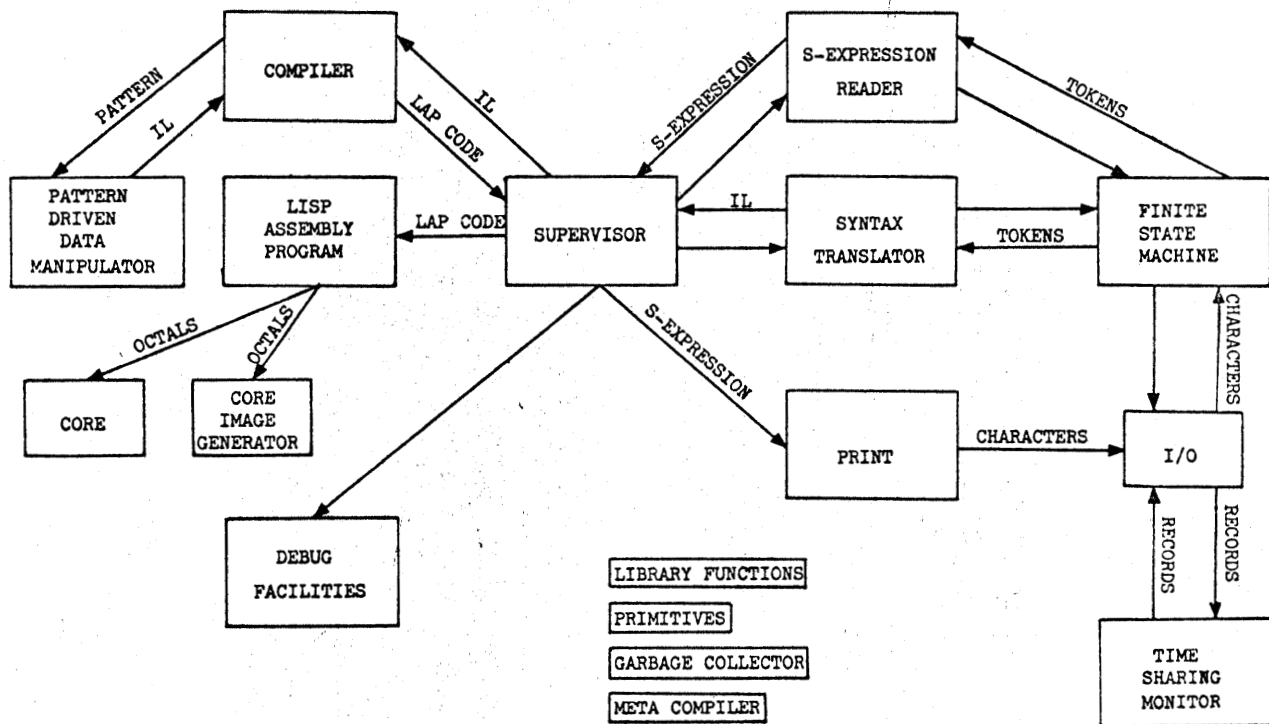 COMPILER
S-EXPRESSION
READER
PATTERN
IL
LAP CODE
IL
S-EXPRESSION
TOKENS
PATTERN
DRIVEN
DATA
MANIPULATOR
LISP
ASSEMBLY
PROGRAM
LAP CODE
SUPERVISOR
IL
SYNTAX
TRANSLATOR
TOKENS
FINITE
STATE
MACHINE
OCTALS
OCTALS
S-EXPRESSION
CHARACTERS
CORE
CORE
IMAGE
GENERATOR
PRINT
CHARACTERS
I/O
DEBUG
FACILITIES
RECORDS
RECORDS
LIBRARY FUNCTIONS
PRIMITIVES
GARBAGE COLLECTOR
META COMPILER
TIME
SHARING
MONITOR